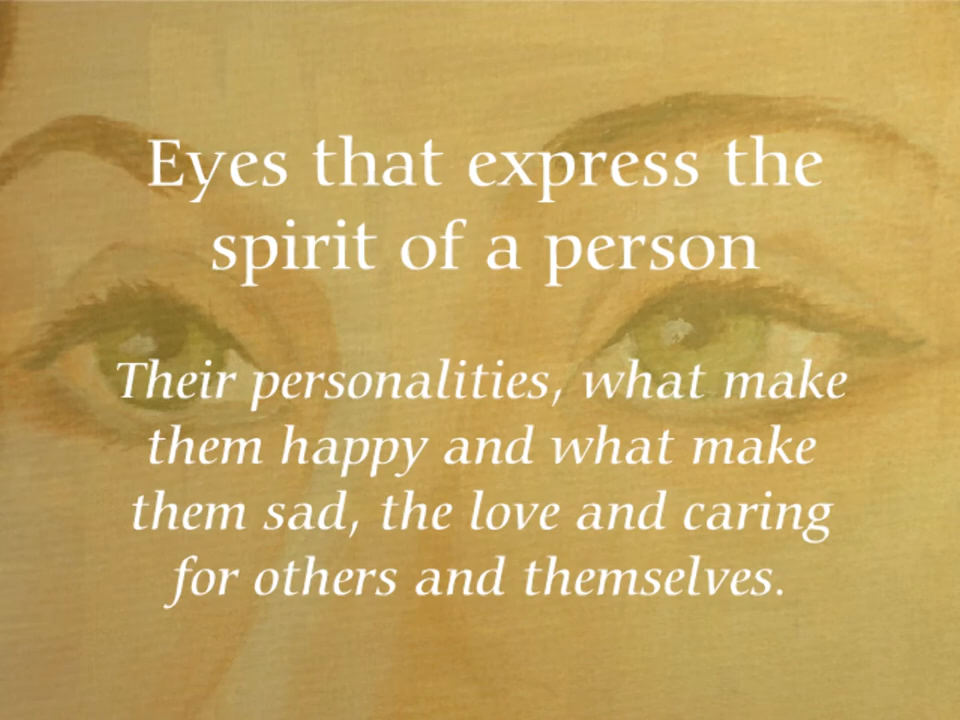 Eyes that express the
spirit of a person
Their personalities, what make
them happy and what make
them sad, the love and caring
for others and themselves.